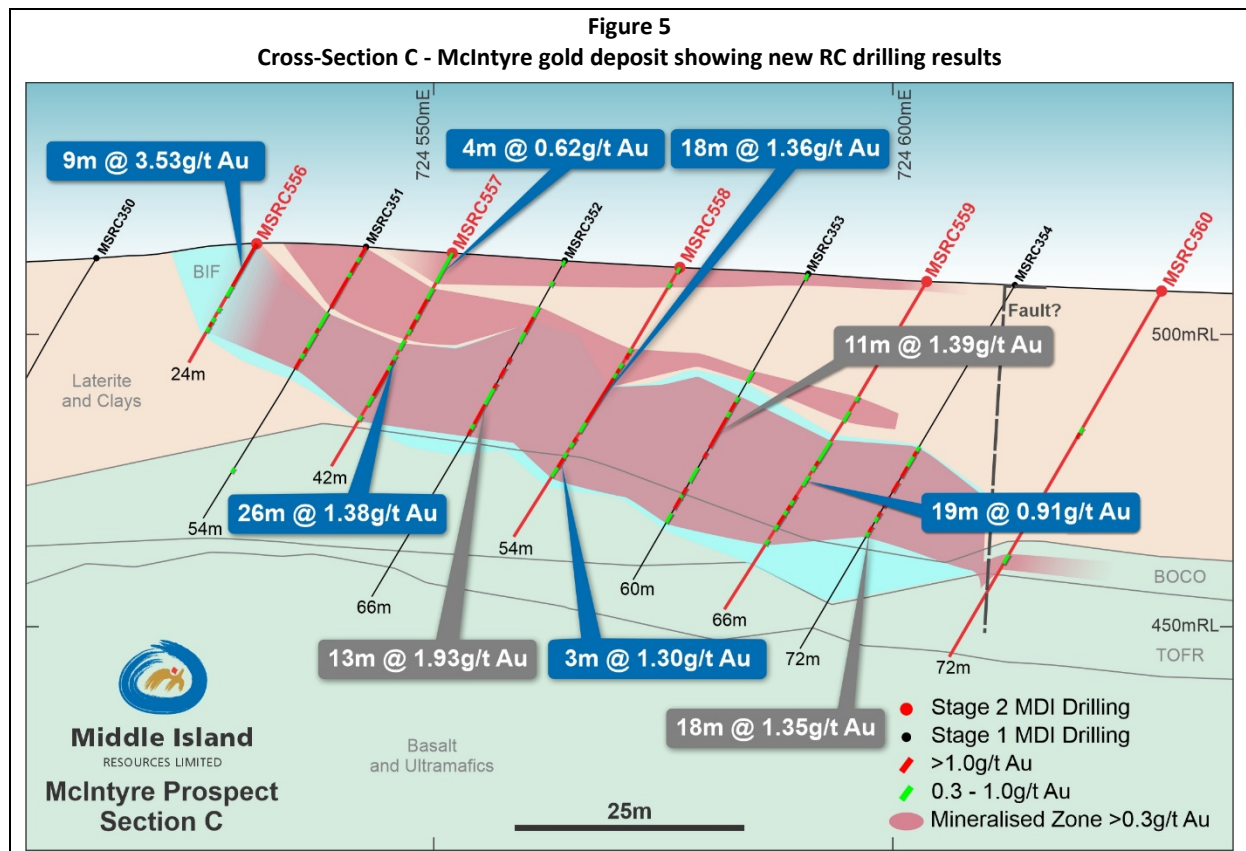 Figure 5
Cross-Section C - McIntyre gold deposit showing new RC drilling results
724 550mE
724 600mE
9m @ 3.53g/t Au
4m @ 0.62g/t Au
18m @ 1.36g/t Au
MSRC350
MSRC556
MSRC351
MSRC557
MSRC352
MSRC558
MSRC353
MSRC559
MSRC354
MSRC560
BIF
Fault?
500mRL
11m @ 1.39g/t Au
Laterite
and Clays
24m
42m
26m @ 1.38g/t Au
19m @ 0.91g/t Au
54m
54m
BOCO
66m
60m
66m
450mRL
13m @ 1.93g/t Au
3m @ 1.30g/t Au
72m
72m
TOFR
18m @ 1.35g/t Au
Middle Island
RESOURCES LIMITED
McIntyre Prospect
Section C
Basalt
and Ultramafics
25m
Stage 2 MDI Drilling
Stage 1 MDI Drilling
>1.0g/t Au
0.3 - 1.0g/t Au
Mineralised Zone >0.3g/t Au